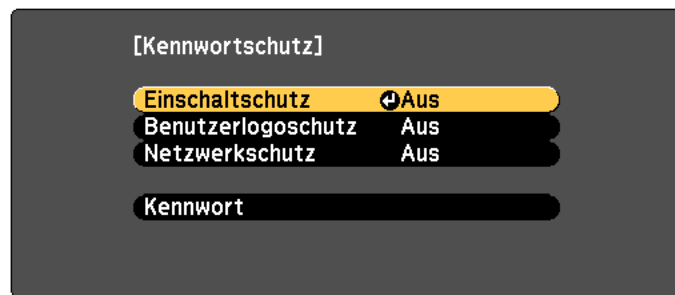 [Kennwortschutz]
Einschaltschutz Aus
Benutzerlogoschutz Aus
Netzwerkschutz Aus
Kennwort